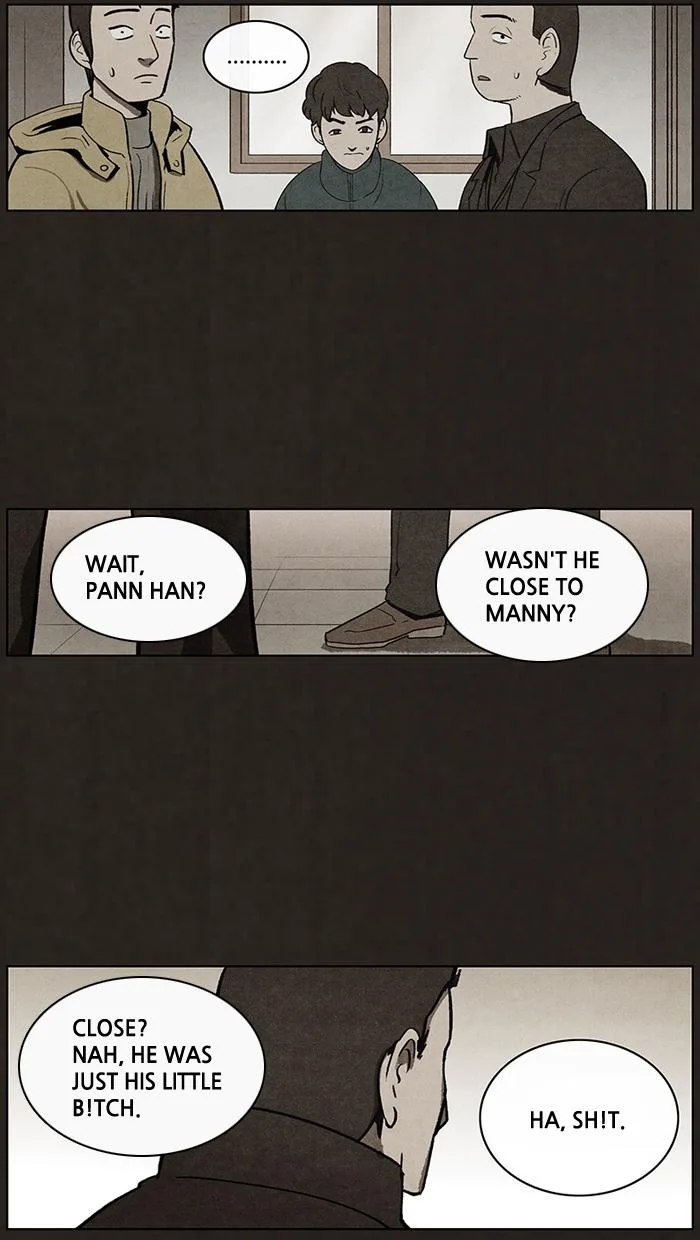 ..........
WAIT,
PANN HAN?
WASN'T HE
CLOSE TO
MANNY?
CLOSE?
NAH, HE WAS
JUST HIS LITTLE
B!TCH.
HA, SH!T.